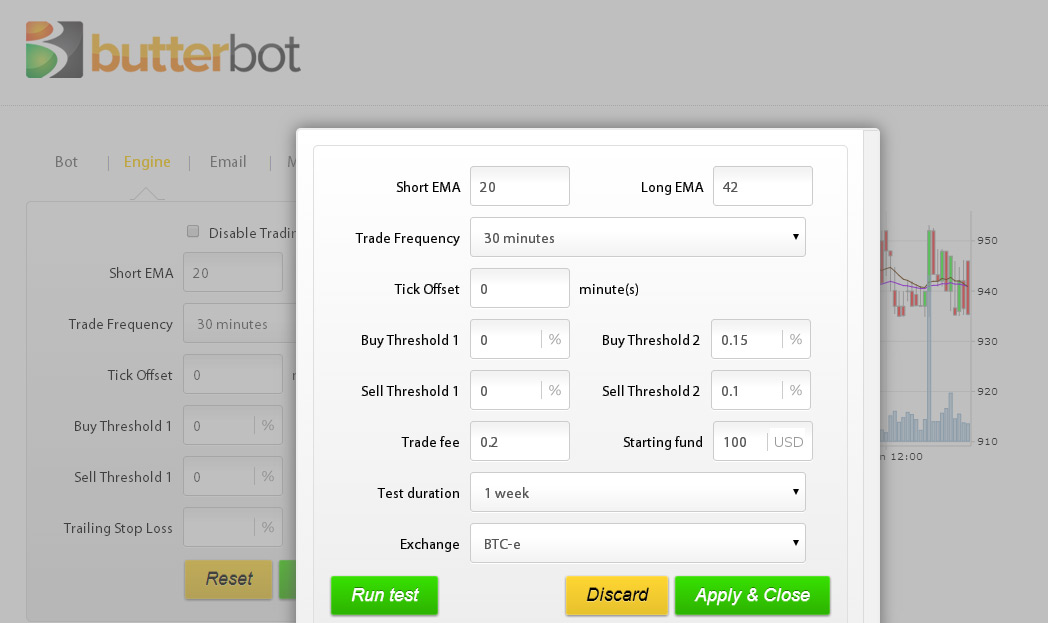 butterbot
Bot | Engine | Email | M
Disable Tradin
Short EMA 20
Trade Frequency 30 minutes
Tick Offset 0
Buy Threshold 1 0 %
Sell Threshold 1 0 %
Trailing Stop Loss %
Reset
Short EMA 20 Long EMA 42
Trade Frequency 30 minutes
Tick Offset 0 minute(s)
Buy Threshold 1 0 % Buy Threshold 2 0.15 %
Sell Threshold 1 0 % Sell Threshold 2 0.1 %
Trade fee 0.2 Starting fund 100 USD
Test duration 1 week
Exchange BTC-e
Run test Discard Apply & Close
950
940
930
920
910
n 12:00